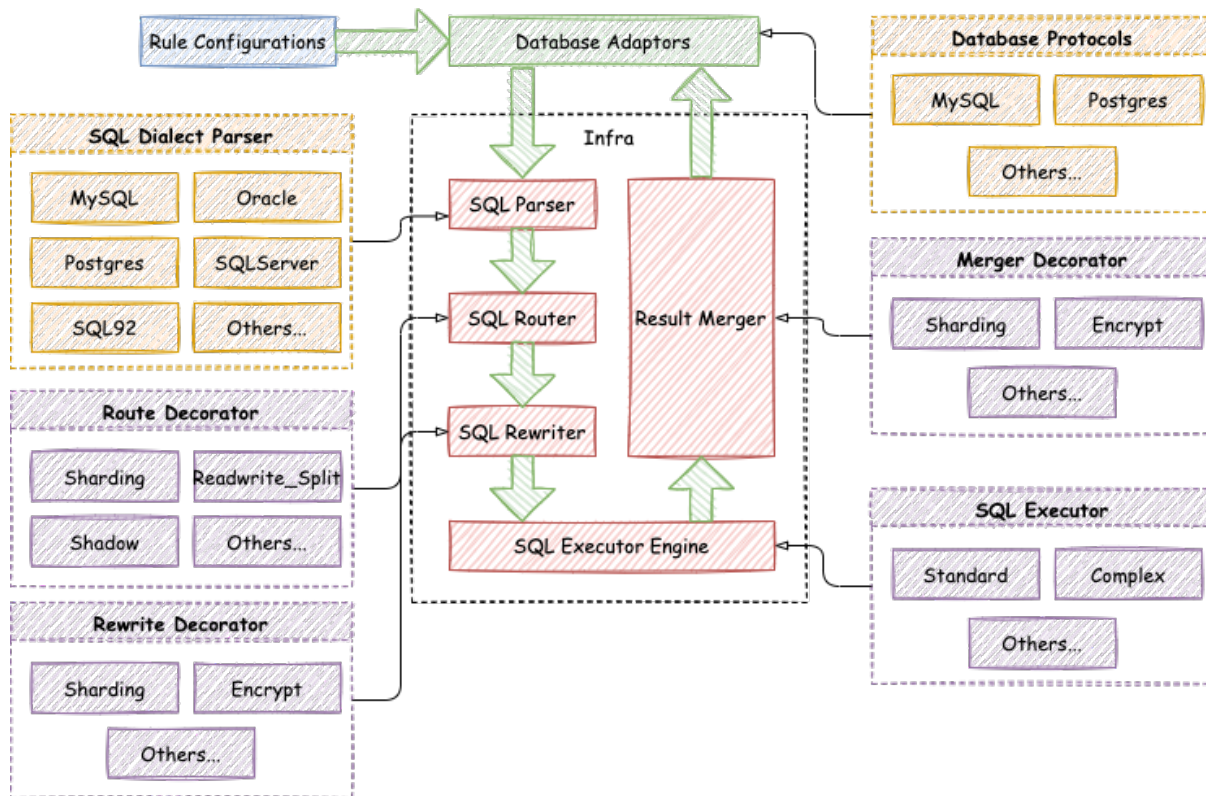 Rule Configurations
Database Adaptors
Database Protocols
MySQL
Postgres
Others...
SQL Dialect Parser
MySQL
Oracle
Postgres
SQLServer
SQL92
Others...
Infra
SQL Parser
SQL Router
SQL Rewriter
Result Merger
SQL Executor Engine
Merger Decorator
Sharding
Encrypt
Others...
Route Decorator
Sharding
Readwrite_Split
Shadow
Others...
SQL Executor
Standard
Complex
Others...
Rewrite Decorator
Sharding
Encrypt
Others...